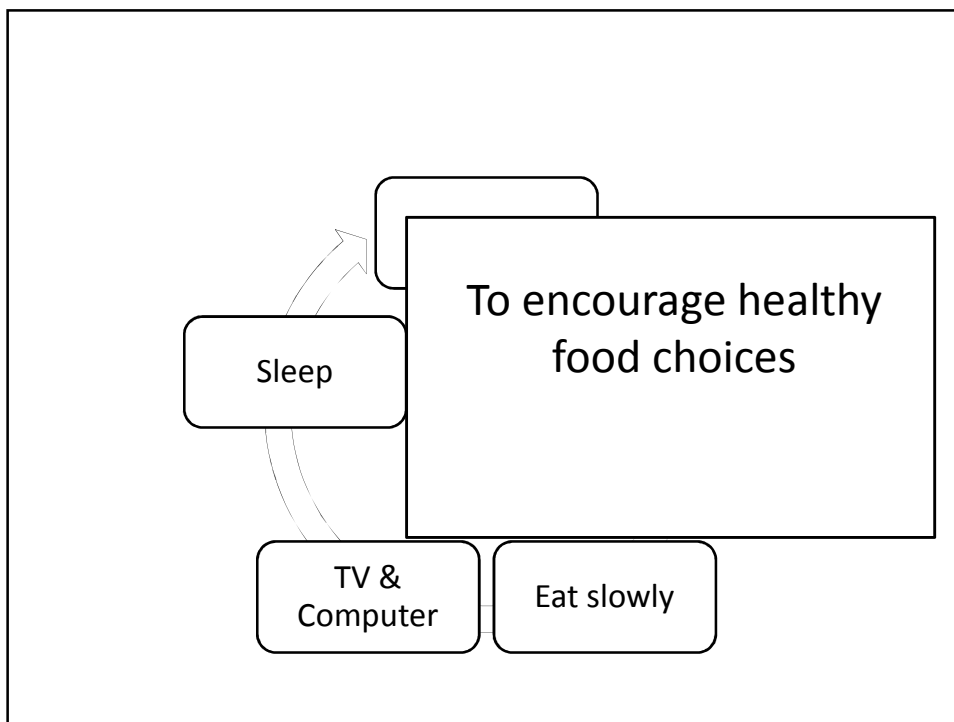 To encourage healthy
food choices
Sleep
TV &
Computer
Eat slowly